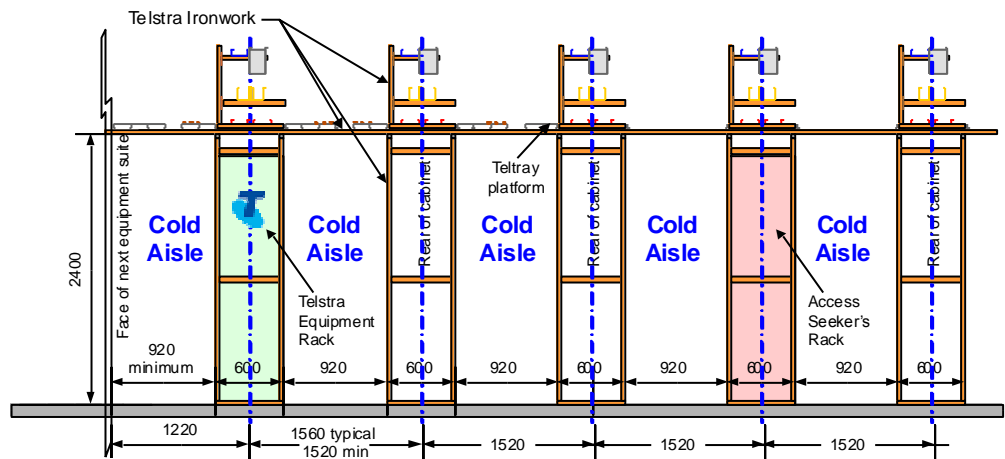 Telstra Ironwork
Face of next equipment suite
2400
Cold
Aisle
Cold
Aisle
Cold
Aisle
Cold
Aisle
Cold
Aisle
Rear of cabinet
Rear of cabinet
Rear of cabinet
Teltray
platform
Telstra
Equipment
Rack
Access
Seeker's
Rack
920
minimum
600
920
600
920
600
920
600
920
600
1220
1560 typical
1520 min
1520
1520
1520